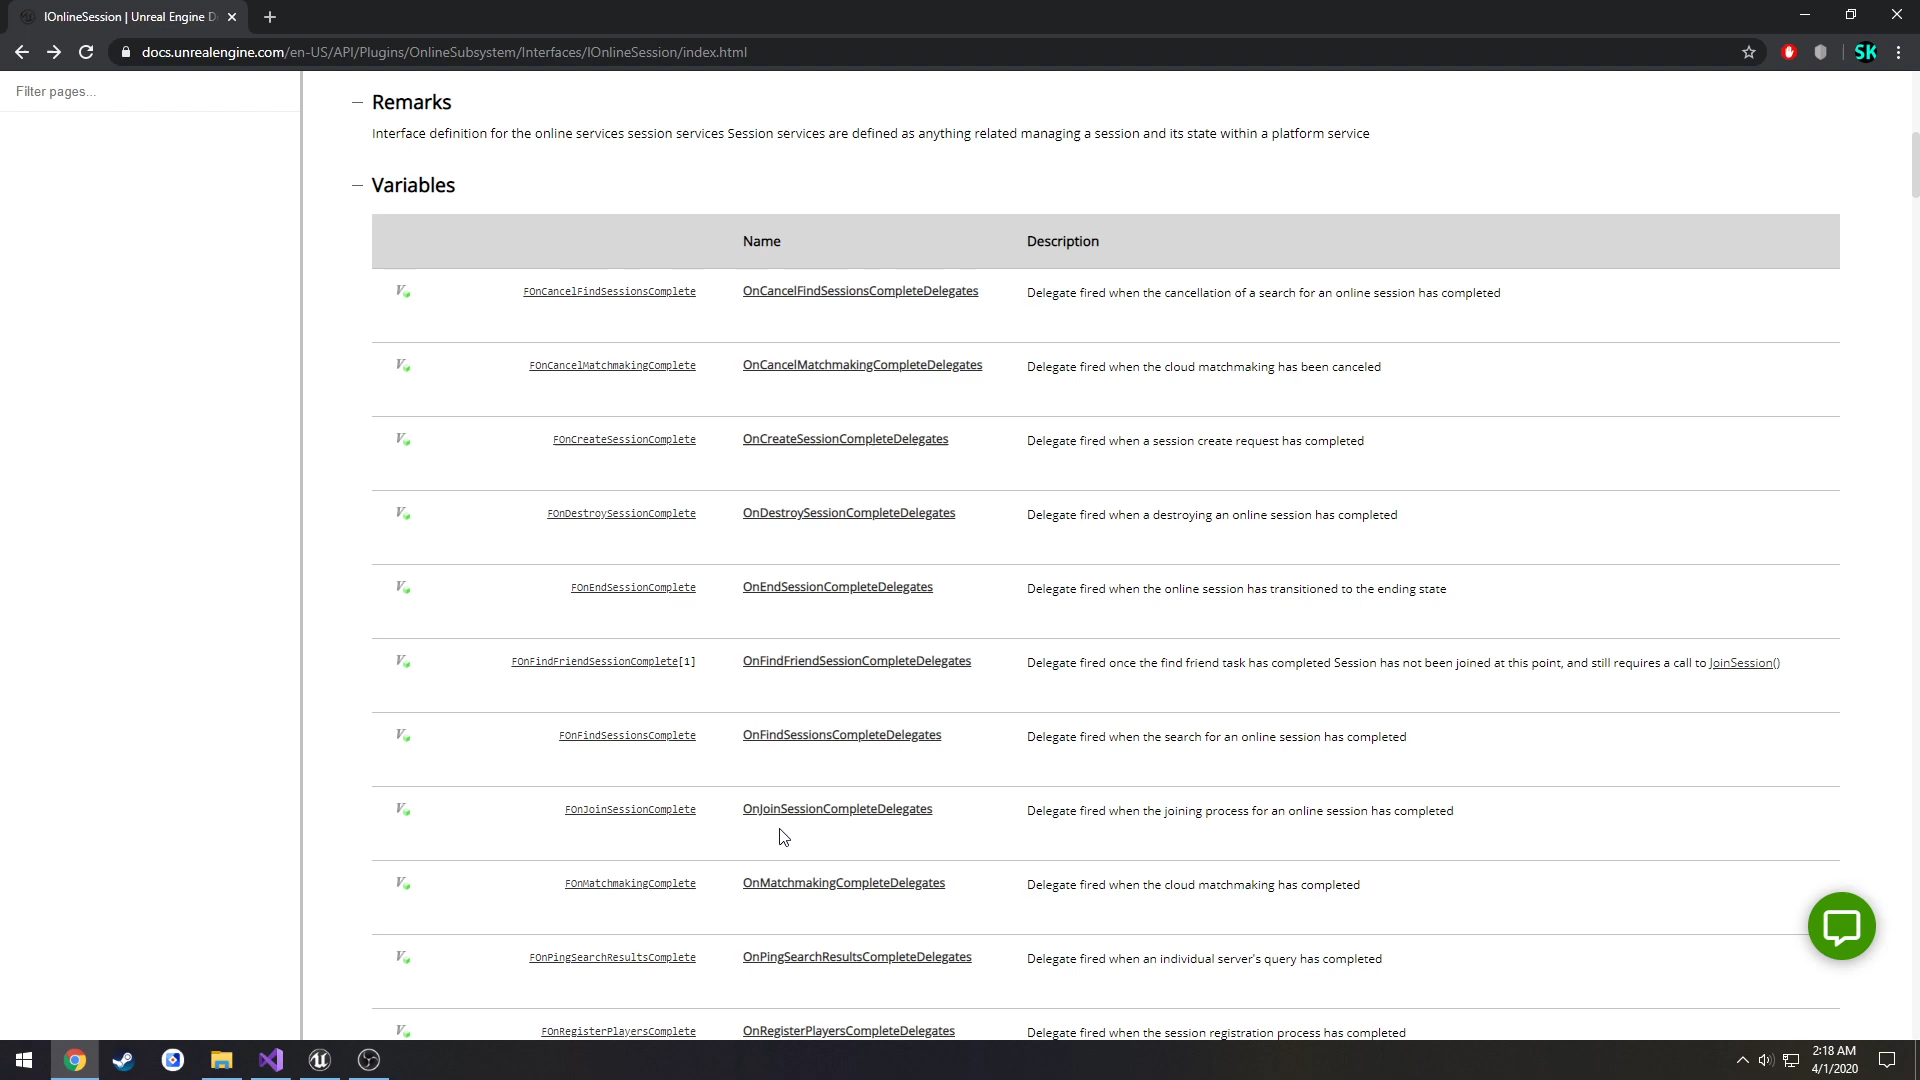 IOnlineSession | Unreal Engine D
docs.unrealengine.com/en-US/API/Plugins/OnlineSubsystem/Interfaces/IOnlineSession/index.html
SK
Filter pages...
Remarks
Interface definition for the online services session services Session services are defined as anything related managing a session and its state within a platform service
Variables
Name Description
FOnCancelFindSessionsComplete OnCancelFindSessionsCompleteDelegates Delegate fired when the cancellation of a search for an online session has completed
FOnCancelMatchmakingComplete OnCancelMatchmakingCompleteDelegates Delegate fired when the cloud matchmaking has been canceled
FOnCreateSessionComplete OnCreateSessionCompleteDelegates Delegate fired when a session create request has completed
FOnDestroySessionComplete OnDestroySessionCompleteDelegates Delegate fired when a destroying an online session has completed
FOnEndSessionComplete OnEndSessionCompleteDelegates Delegate fired when the online session has transitioned to the ending state
FOnFindFriendSessionComplete[1] OnFindFriendSessionCompleteDelegates Delegate fired once the find friend task has completed Session has not been joined at this point, and still requires a call to JoinSession()
FOnFindSessionsComplete OnFindSessionsCompleteDelegates Delegate fired when the search for an online session has completed
FOnJoinSessionComplete OnJoinSessionCompleteDelegates Delegate fired when the joining process for an online session has completed
FOnMatchmakingComplete OnMatchmakingCompleteDelegates Delegate fired when the cloud matchmaking has completed
FOnPingSearchResultsComplete OnPingSearchResultsCompleteDelegates Delegate fired when an individual server's query has completed
FOnRegisterPlayersComplete OnRegisterPlayersCompleteDelegates Delegate fired when the session registration process has completed
2:18 AM
4/1/2020